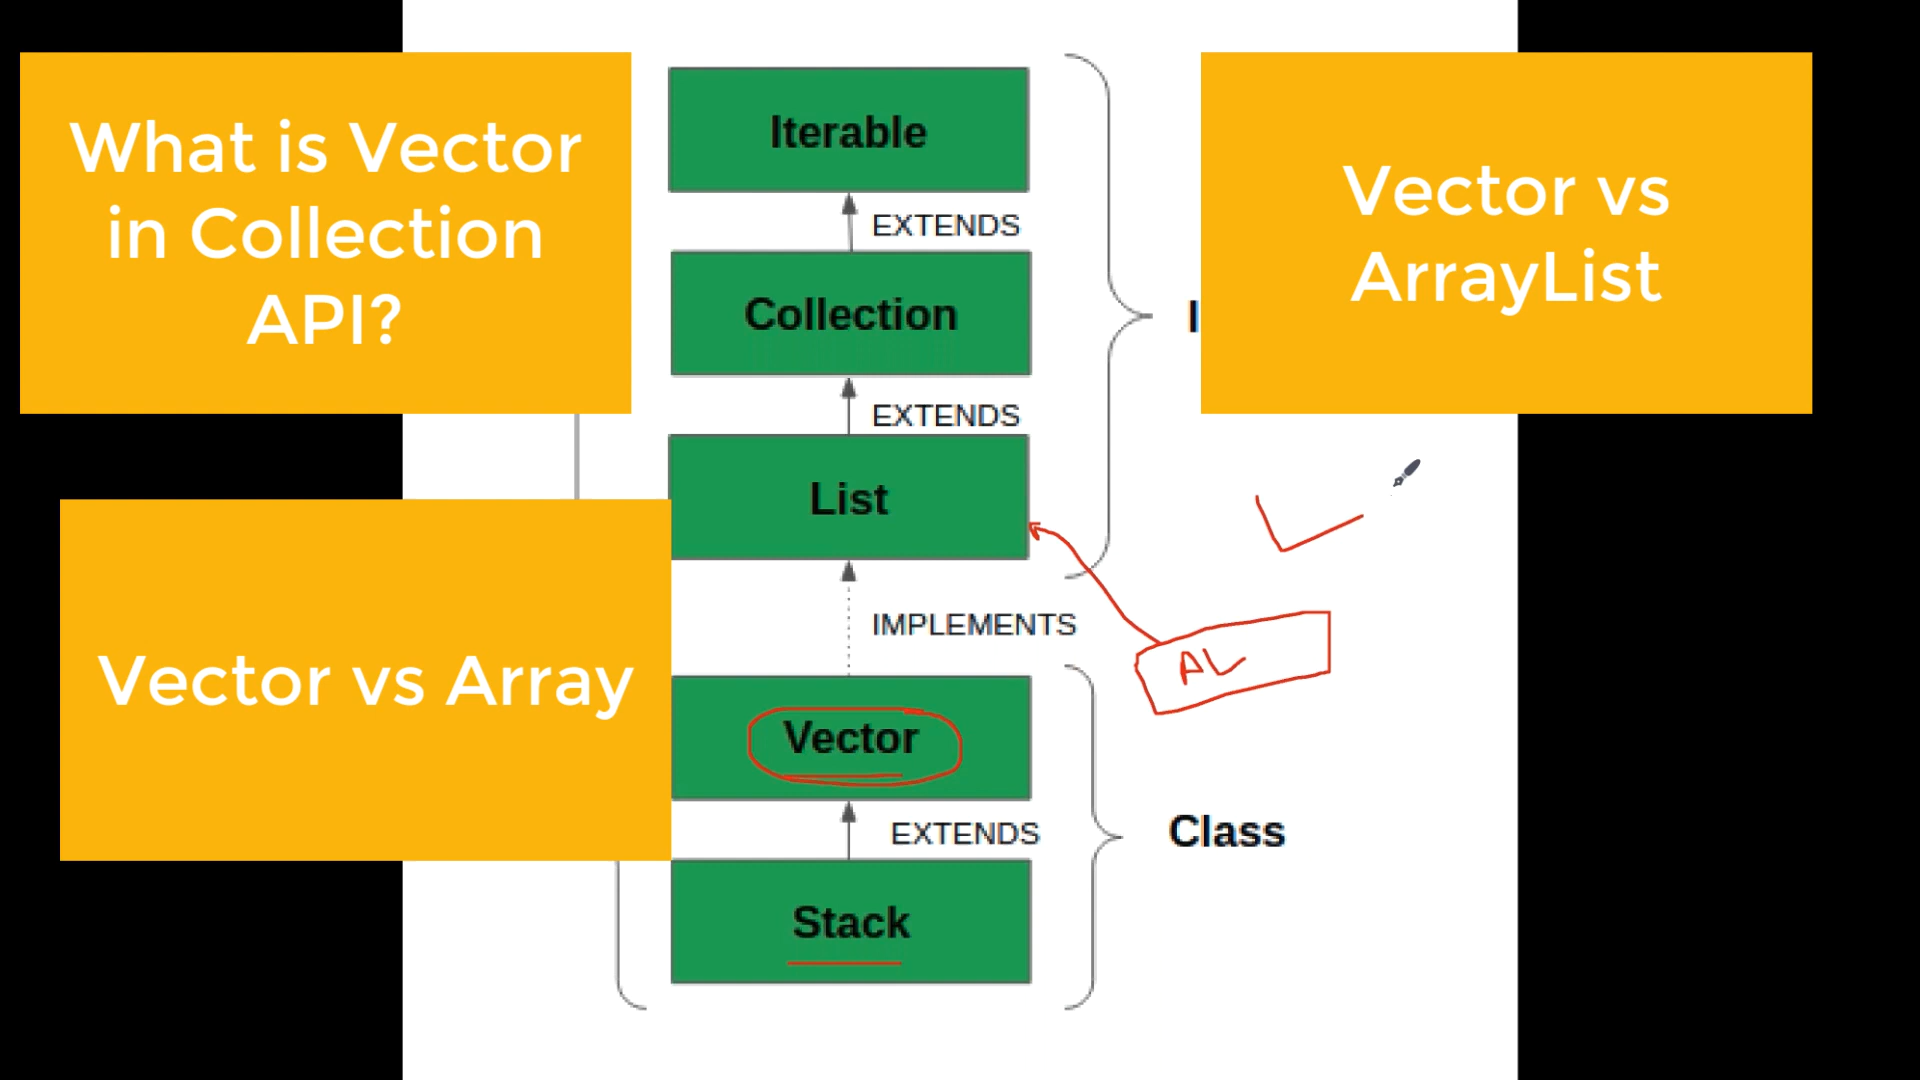 What is Vector
in Collection
API?
Vector vs
ArrayList
Vector vs Array
Iterable
EXTENDS
Collection
I
EXTENDS
List
IMPLEMENTS
AL
Vector
EXTENDS
Class
Stack